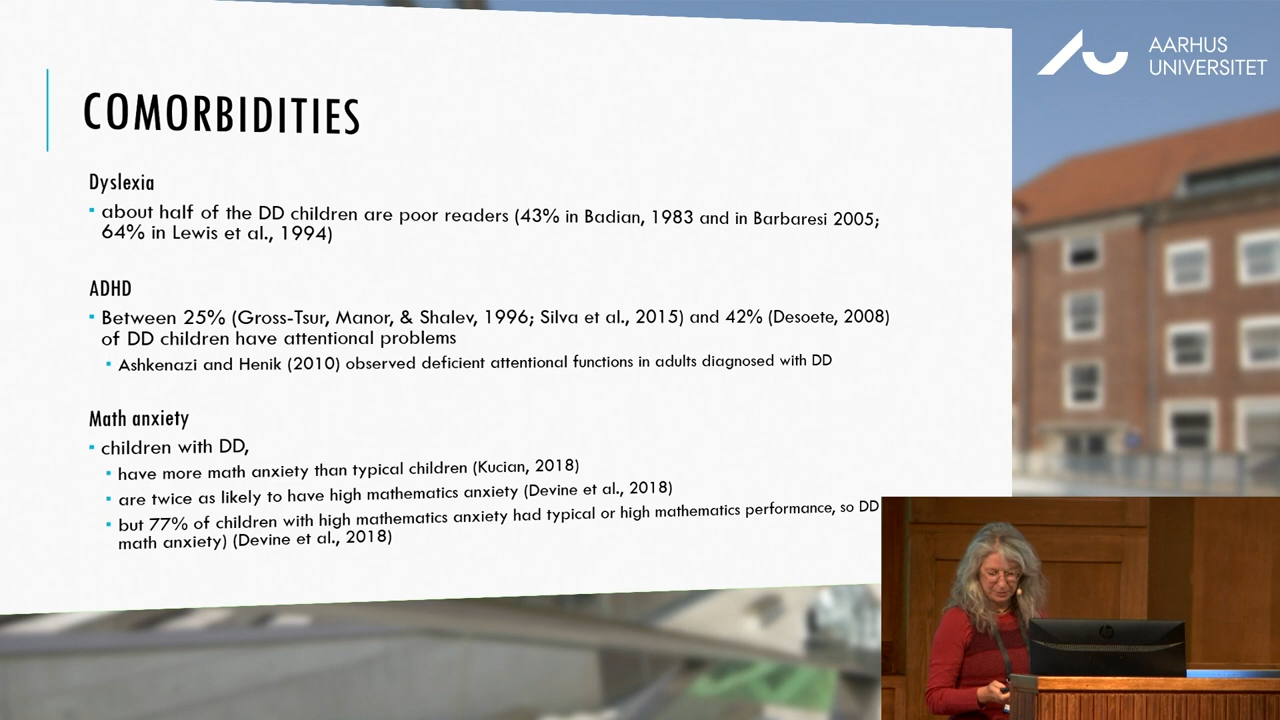 AARHUS
UNIVERSITET
COMORBIDITIES
Dyslexia
▪ about half of the DD children are poor readers (43% in Badian, 1983 and in Barbaresi 2005;
64% in Lewis et al., 1994)
ADHD
▪ Between 25% (Gross-Tsur, Manor, & Shalev, 1996; Silva et al., 2015) and 42% (Desoete, 2008)
of DD children have attentional problems
▪ Ashkenazi and Henik (2010) observed deficient attentional functions in adults diagnosed with DD
Math anxiety
▪ children with DD,
▪ have more math anxiety than typical children (Kucian, 2018)
▪ are twice as likely to have high mathematics anxiety (Devine et al., 2018)
▪ but 77% of children with high mathematics anxiety had typical or high mathematics performance, so DD
math anxiety) (Devine et al., 2018)
hp